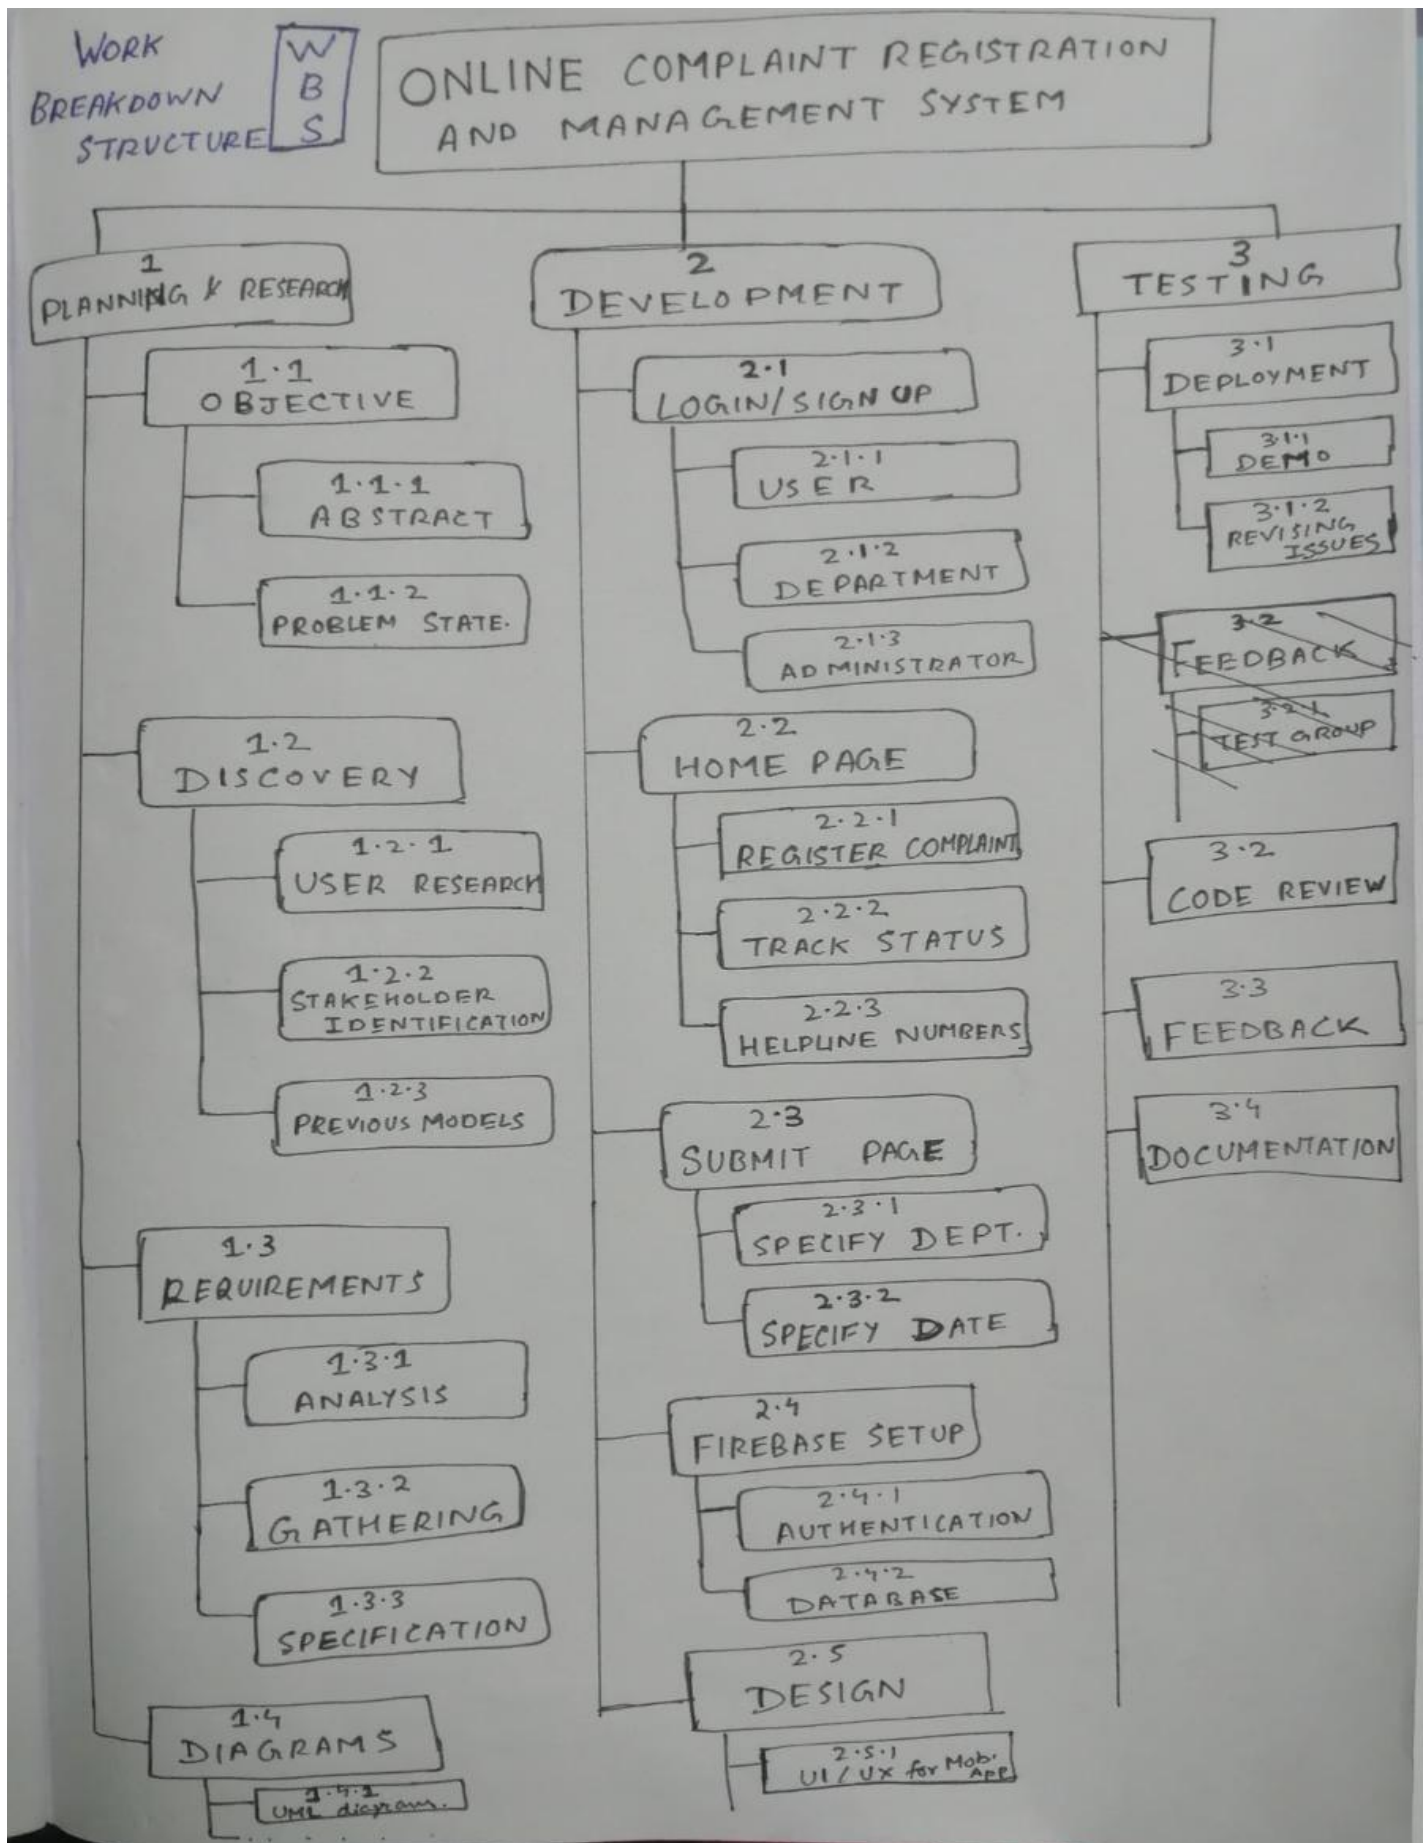 WORK
BREAKDOWN
STRUCTURE
W
B
S
ONLINE COMPLAINT REGISTRATION
AND MANAGEMENT SYSTEM
1
PLANNING & RESEARCH
1.1
OBJECTIVE
1.1.1
ABSTRACT
1.1.2
PROBLEM STATE.
1.2
DISCOVERY
1.2.1
USER RESEARCH
1.2.2
STAKEHOLDER
IDENTIFICATION
1.2.3
PREVIOUS MODELS
1.3
REQUIREMENTS
1.3.1
ANALYSIS
1.3.2
GATHERING
1.3.3
SPECIFICATION
1.4
DIAGRAMS
1.4.1
UML diagram.
2
DEVELOPMENT
2.1
LOGIN/SIGN UP
2.1.1
USER
2.1.2
DEPARTMENT
2.1.3
ADMINISTRATOR
2.2
HOME PAGE
2.2.1
REGISTER COMPLAINT
2.2.2
TRACK STATUS
2.2.3
HELPLINE NUMBERS
2.3
SUBMIT PAGE
2.3.1
SPECIFY DEPT.
2.3.2
SPECIFY DATE
2.4
FIREBASE SETUP
2.4.1
AUTHENTICATION
2.4.2
DATABASE
2.5
DESIGN
2.5.1
UI/UX for Mob.
App
3
TESTING
3.1
DEPLOYMENT
3.1.1
DEMO
3.1.2
REVISING
ISSUES
3.2
FEEDBACK
3.2.1
TEST GROUP
3.2
CODE REVIEW
3.3
FEEDBACK
3.4
DOCUMENTATION